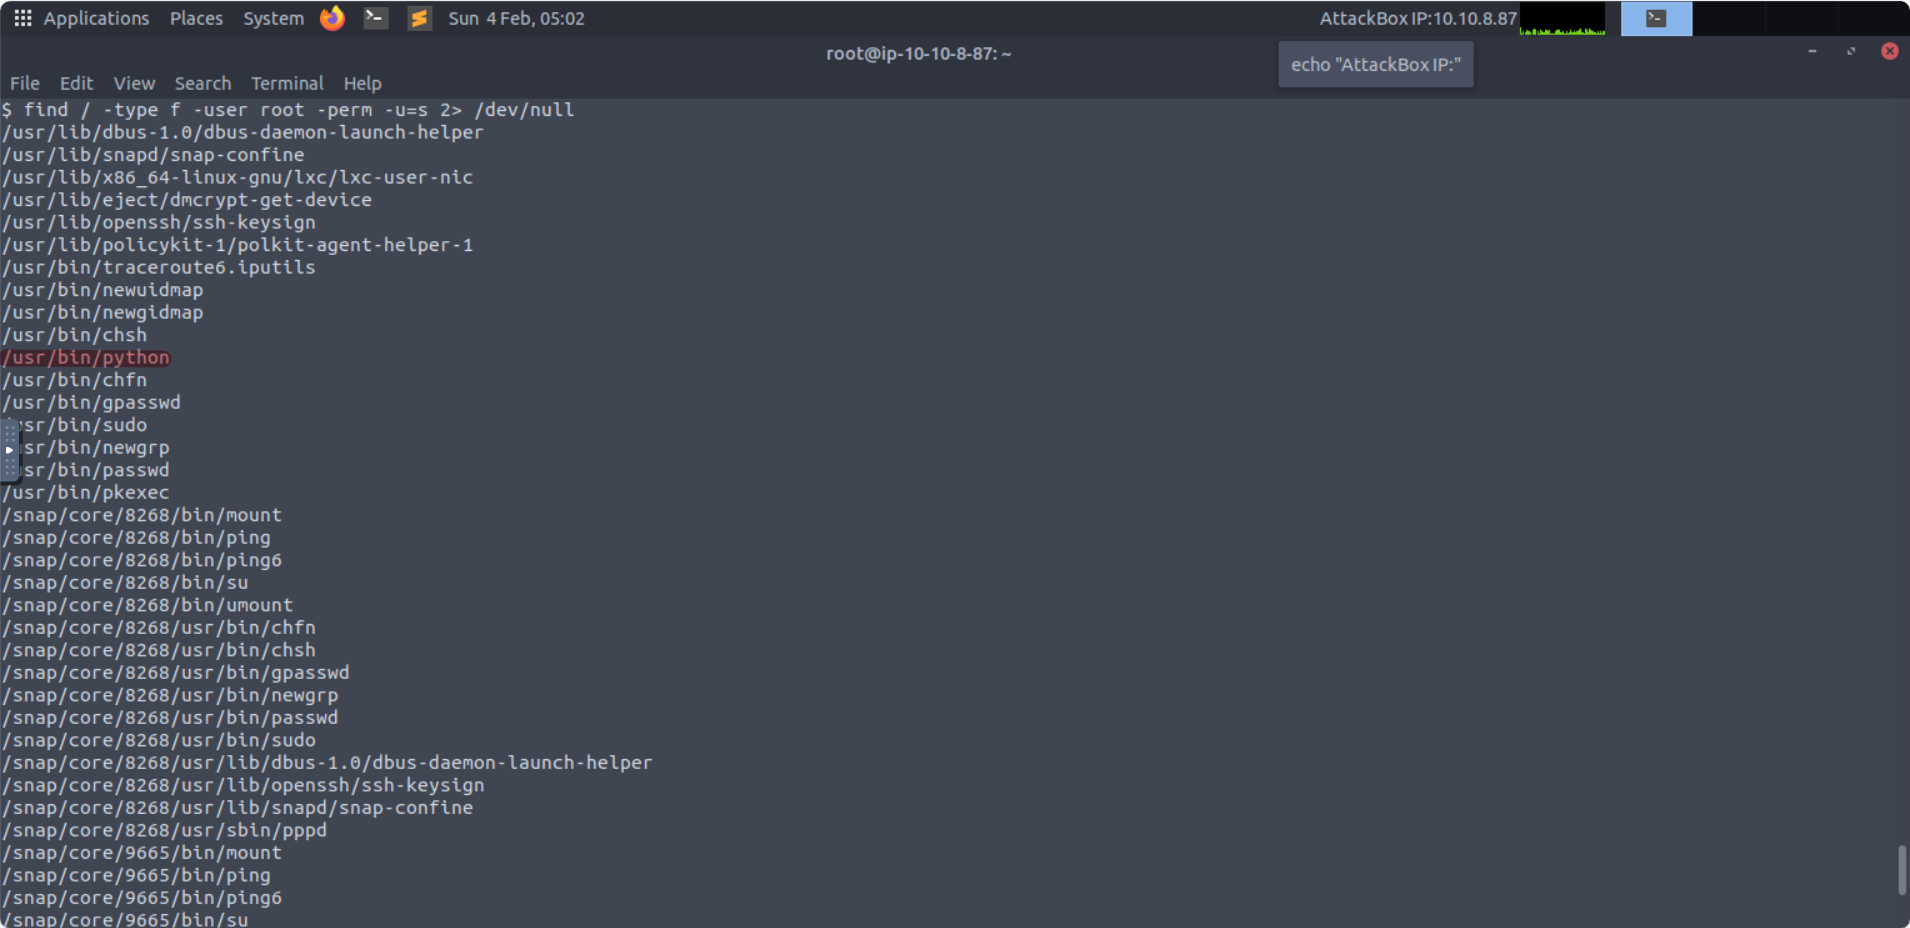 Applications Places System Sun 4 Feb, 05:02 AttackBox IP:10.10.8.87
root@ip-10-10-8-87: ~
echo "AttackBox IP:"
File Edit View Search Terminal Help
$ find / -type f -user root -perm -u=s 2> /dev/null
/usr/lib/dbus-1.0/dbus-daemon-launch-helper
/usr/lib/snapd/snap-confine
/usr/lib/x86_64-linux-gnu/lxc/lxc-user-nic
/usr/lib/eject/dmcrypt-get-device
/usr/lib/openssh/ssh-keysign
/usr/lib/policykit-1/polkit-agent-helper-1
/usr/bin/traceroute6.iputils
/usr/bin/newuidmap
/usr/bin/newgidmap
/usr/bin/chsh
/usr/bin/python
/usr/bin/chfn
/usr/bin/gpasswd
/usr/bin/sudo
usr/bin/newgrp
usr/bin/passwd
/usr/bin/pkexec
/snap/core/8268/bin/mount
/snap/core/8268/bin/ping
/snap/core/8268/bin/ping6
/snap/core/8268/bin/su
/snap/core/8268/bin/umount
/snap/core/8268/usr/bin/chfn
/snap/core/8268/usr/bin/chsh
/snap/core/8268/usr/bin/gpasswd
/snap/core/8268/usr/bin/newgrp
/snap/core/8268/usr/bin/passwd
/snap/core/8268/usr/bin/sudo
/snap/core/8268/usr/lib/dbus-1.0/dbus-daemon-launch-helper
/snap/core/8268/usr/lib/openssh/ssh-keysign
/snap/core/8268/usr/lib/snapd/snap-confine
/snap/core/8268/usr/sbin/pppd
/snap/core/9665/bin/mount
/snap/core/9665/bin/ping
/snap/core/9665/bin/ping6
/snap/core/9665/bin/su